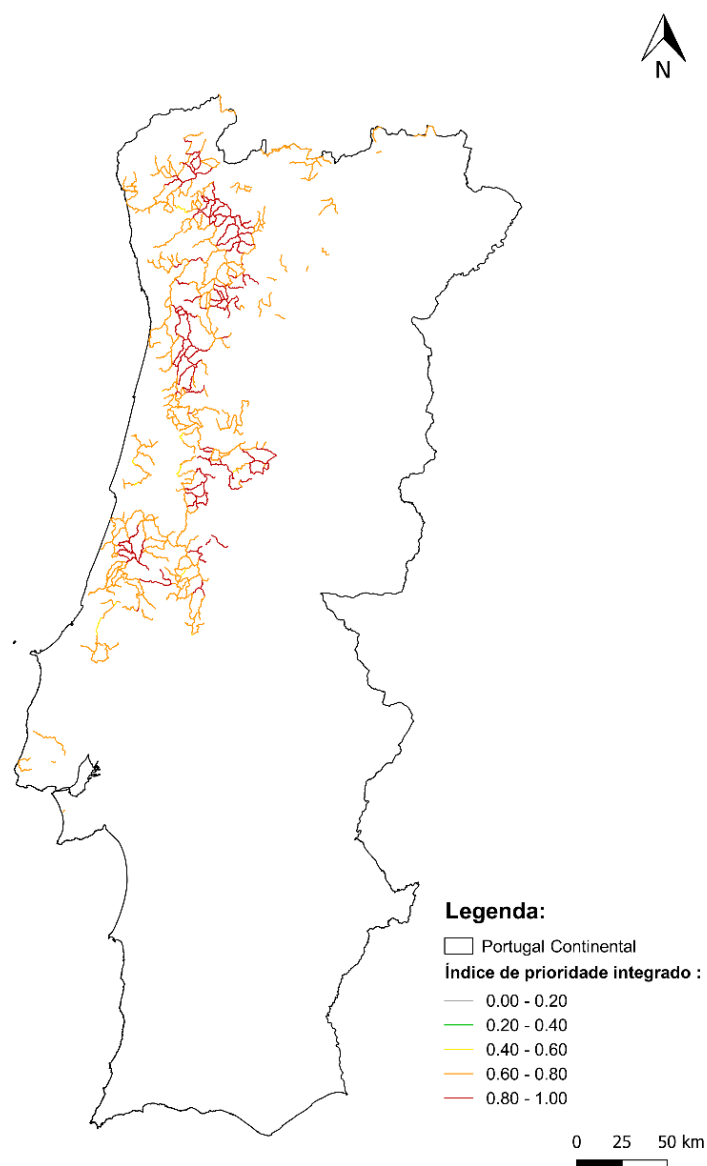 N
Legenda:
Portugal Continental
Índice de prioridade integrado :
0.00 - 0.20
0.20 - 0.40
0.40 - 0.60
0.60 - 0.80
0.80 - 1.00
0 25 50 km